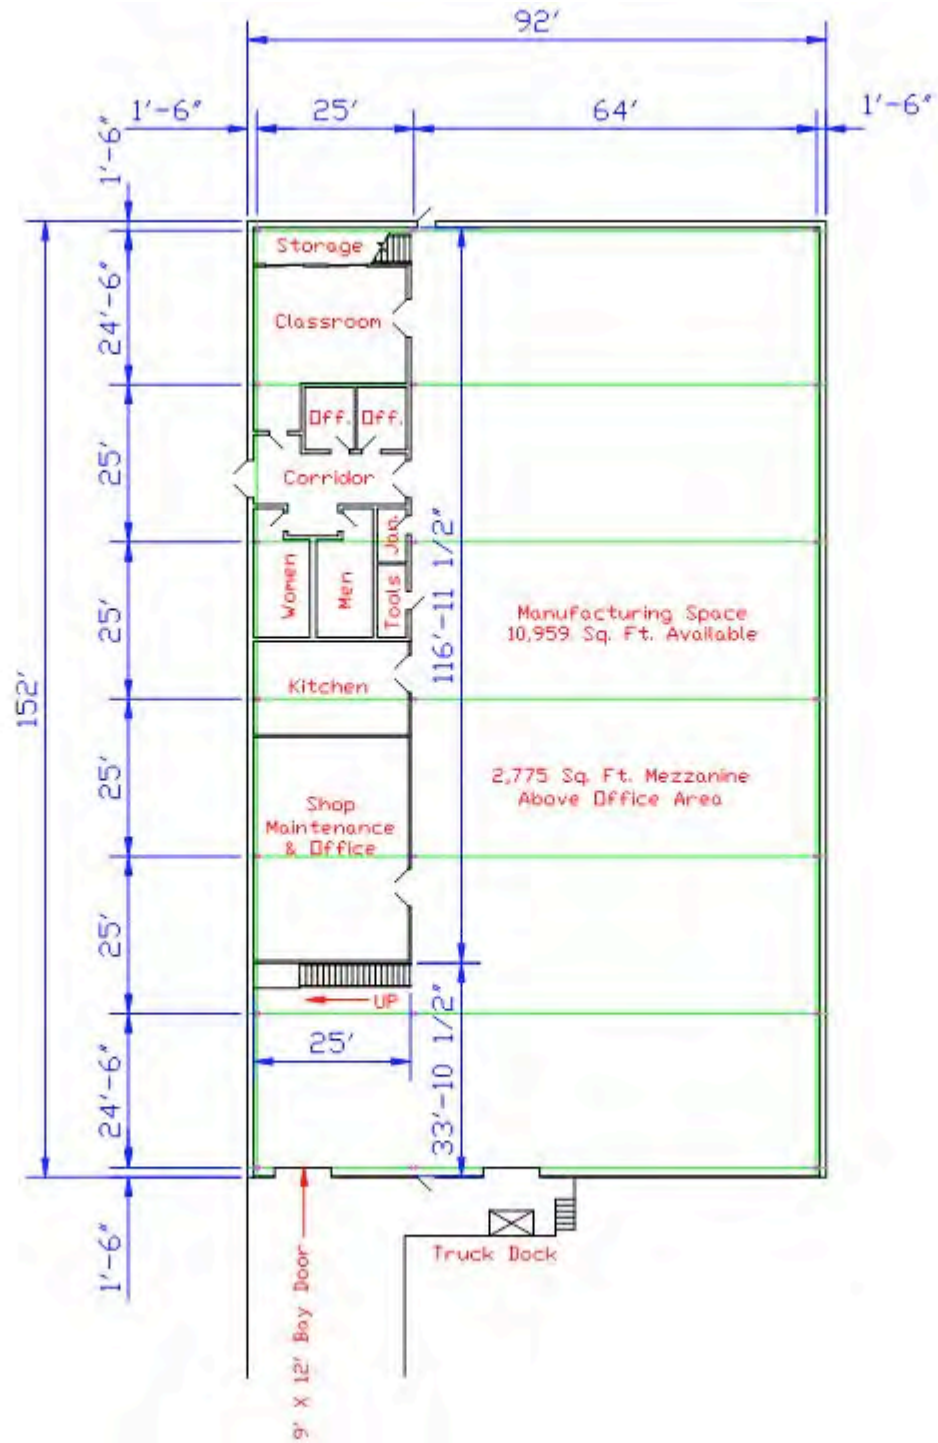 92'
1'-6"
25'
64'
1'-6"
1'-6"
152'
24'-6"
25'
25'
25'
25'
24'-6"
1'-6"
Storage
Classroom
Off.
Off.
Corridor
Women
Men
Jan.
Tools
Kitchen
Shop
Maintenance
& Office
UP
25'
116'-11 1/2"
33'-10 1/2"
Manufacturing Space
10,959 Sq. Ft. Available
2,775 Sq. Ft. Mezzanine
Above Office Area
Truck Dock
9' X 12' Bay Door